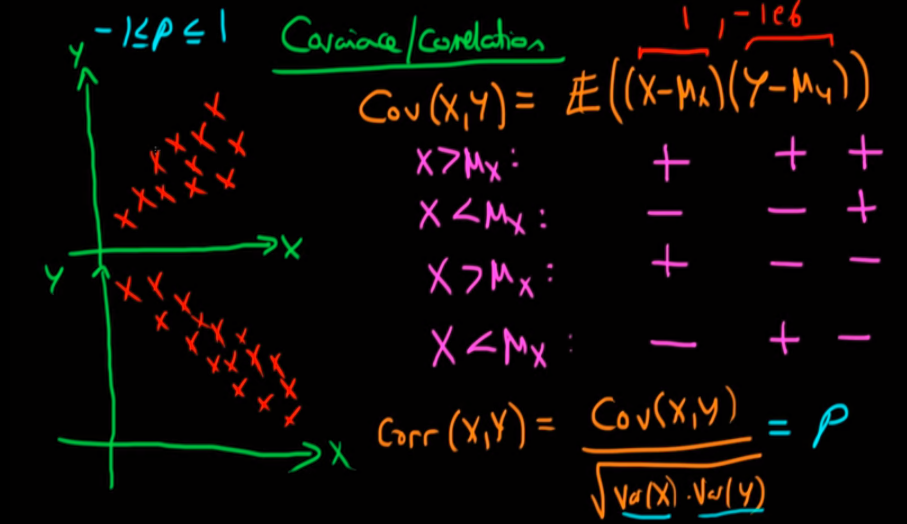 -1≤ρ≤1
Covariance/Correlation
1, -1e6
Y
Cov(X,Y) = E((X-μx)(Y-μy))
X>μx: + + +
X<μx: - - +
X
Y
X>μx: + - -
X<μx: - + -
Corr(X,Y) = Cov(X,Y) / √Var(X)·Var(Y) = ρ
X